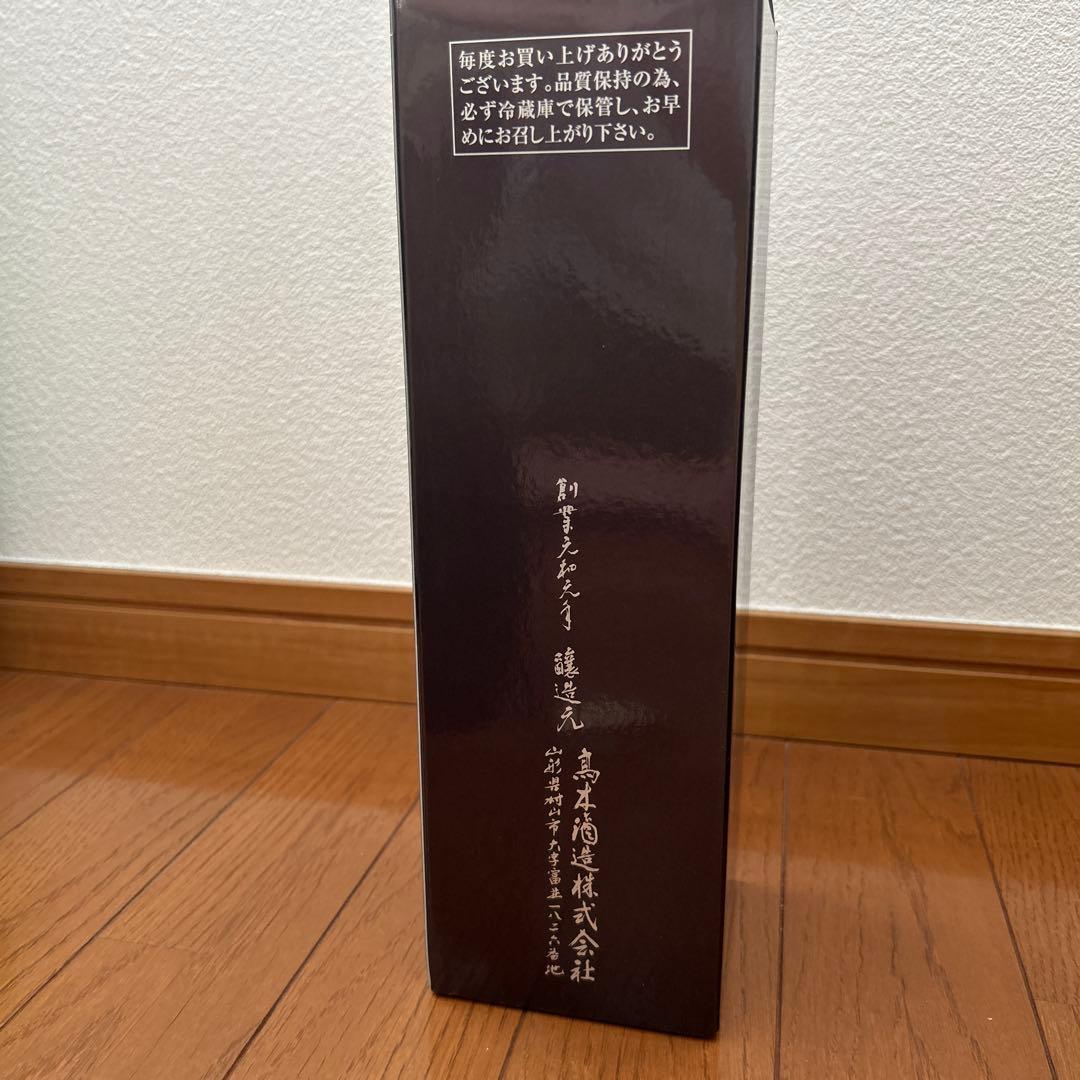 毎度お買い上げありがとう
ございます。品質保持の為、
必ず冷蔵庫で保管し、お早
めにお召し上がり下さい。
創業元和元年
醸造元
高木酒造株式会社
山形県村山市大字富並一八二六番地